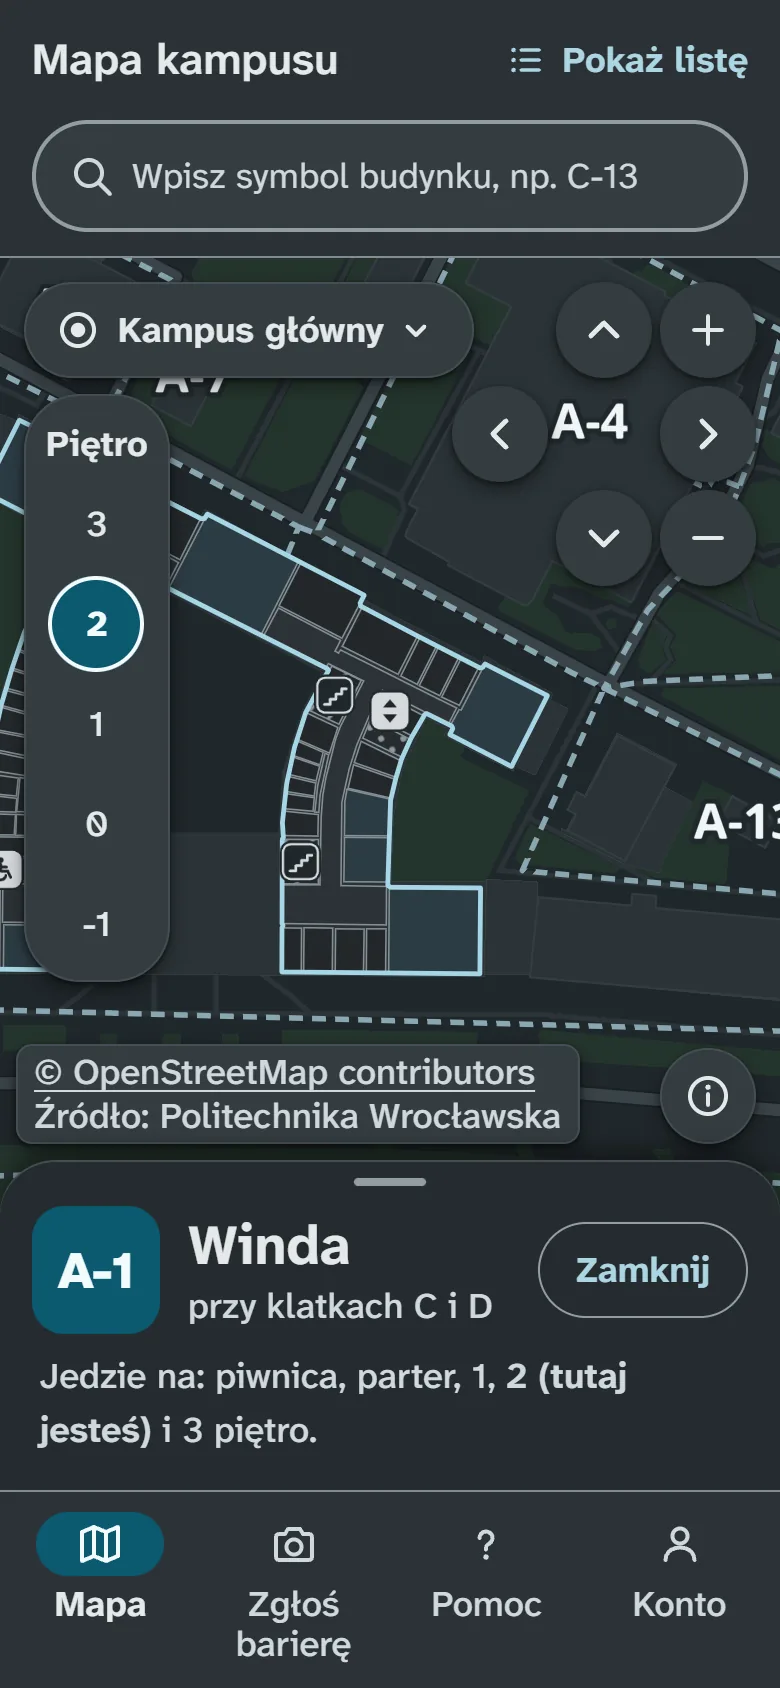 Mapa kampusu
Pokaż listę
Wpisz symbol budynku, np. C-13
Kampus główny
A-7
A-4
Piętro
3
2
1
0
-1
A-13
© OpenStreetMap contributors
Źródło: Politechnika Wrocławska
A-1
Winda
przy klatkach C i D
Zamknij
Jedzie na: piwnica, parter, 1, 2 (tutaj
jesteś) i 3 piętro.
Mapa
Zgłoś
barierę
Pomoc
Konto